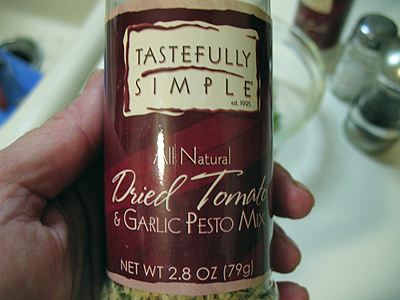 TASTEFULLY
SIMPLE®
est. 1995
All Natural
Dried Tomato
& GARLIC PESTO MIX
NET WT 2.8 OZ (79g)